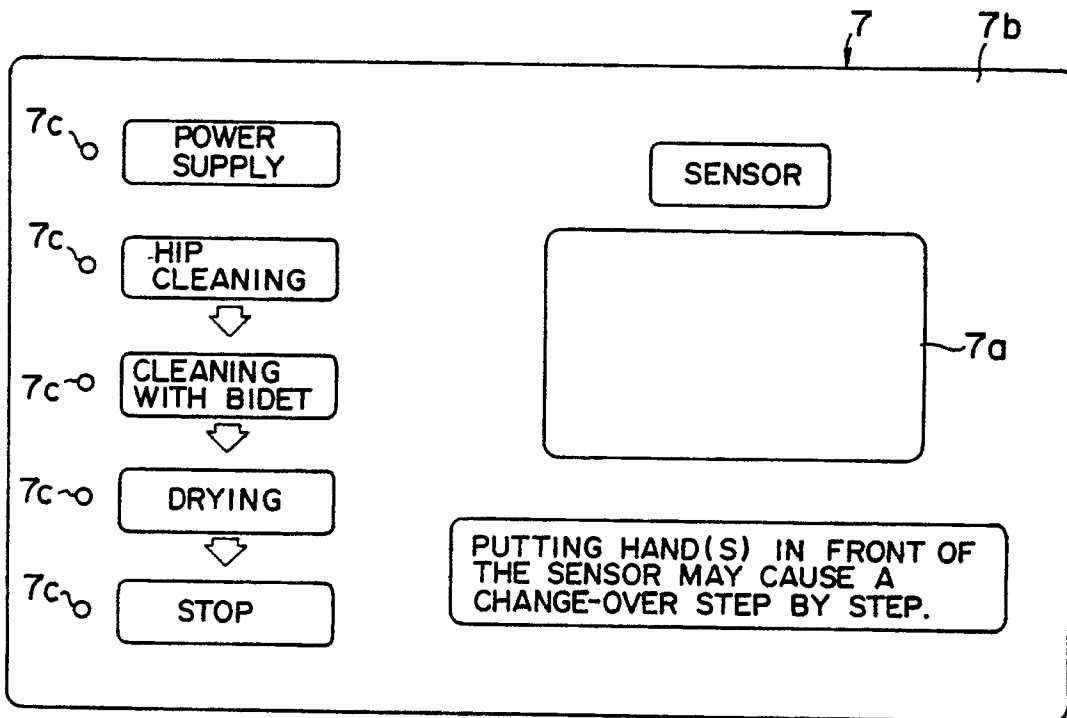 7
7b
7c
POWER
SUPPLY
SENSOR
7c
HIP
CLEANING
7a
7c
CLEANING
WITH BIDET
7c
DRYING
PUTTING HAND(S) IN FRONT OF
THE SENSOR MAY CAUSE A
CHANGE-OVER STEP BY STEP.
7c
STOP